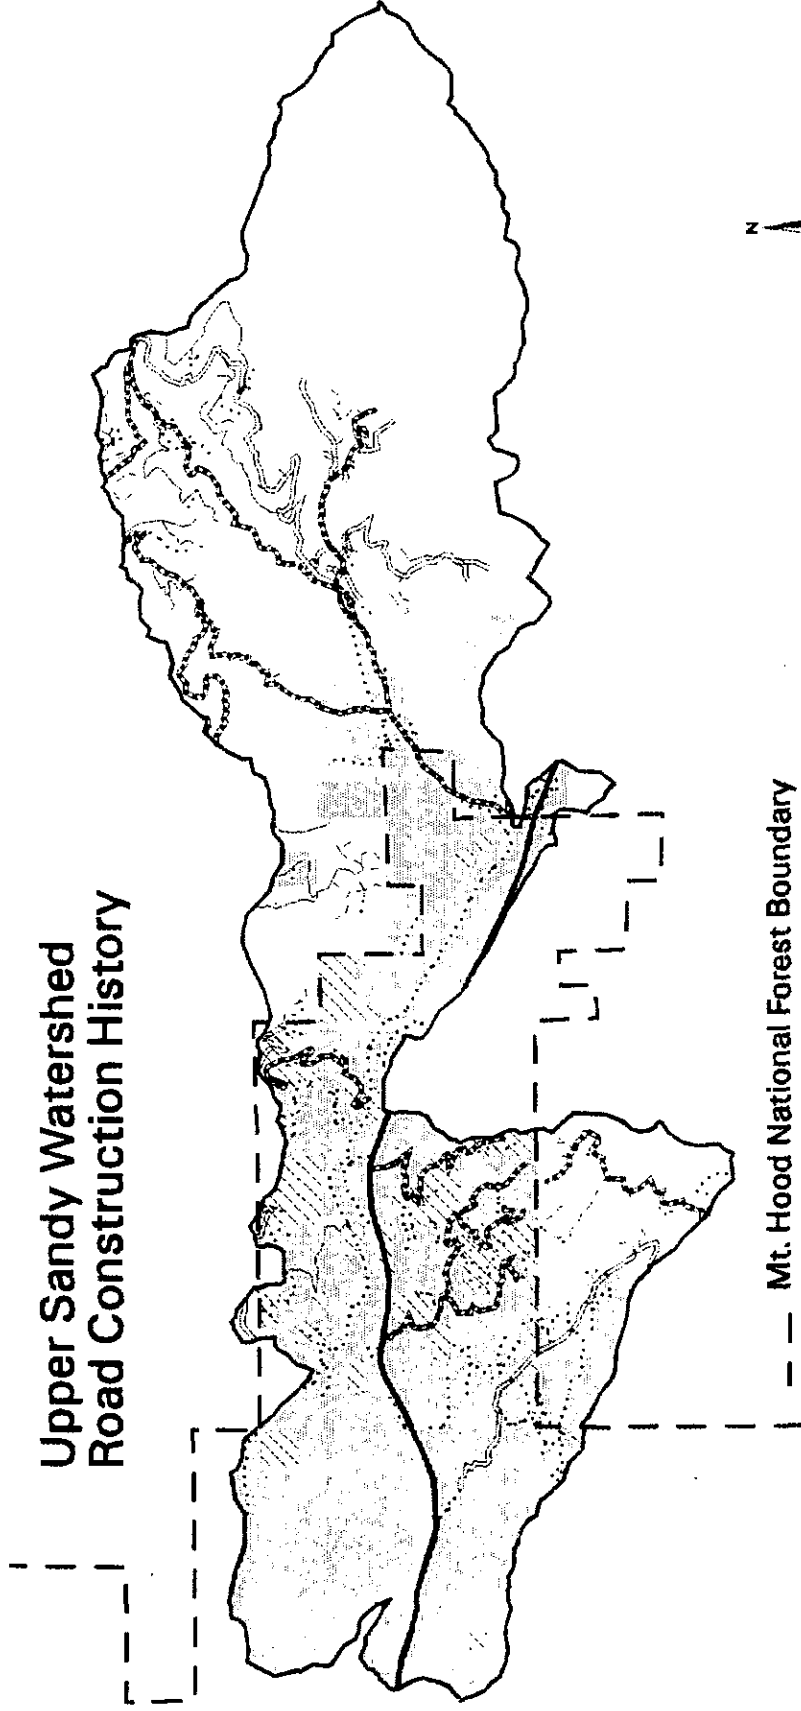 Upper Sandy Watershed
Road Construction History
N
Mt. Hood National Forest Boundary